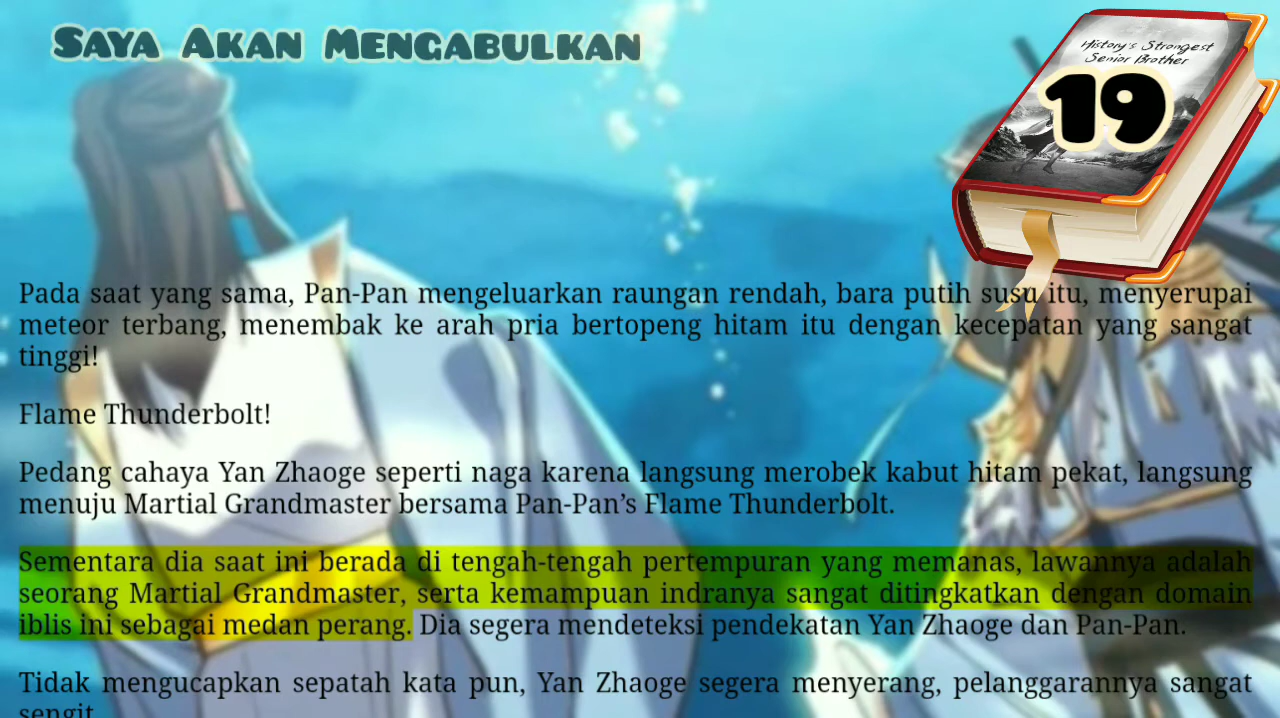 Saya Akan Mengabulkan
History's Strongest
Senior Brother
19
Pada saat yang sama, Pan-Pan mengeluarkan raungan rendah, bara putih susu itu, menyerupai
meteor terbang, menembak ke arah pria bertopeng hitam itu dengan kecepatan yang sangat
tinggi!
Flame Thunderbolt!
Pedang cahaya Yan Zhaoge seperti naga karena langsung merobek kabut hitam pekat, langsung
menuju Martial Grandmaster bersama Pan-Pan’s Flame Thunderbolt.
Sementara dia saat ini berada di tengah-tengah pertempuran yang memanas, lawannya adalah
seorang Martial Grandmaster, serta kemampuan indranya sangat ditingkatkan dengan domain
iblis ini sebagai medan perang. Dia segera mendeteksi pendekatan Yan Zhaoge dan Pan-Pan.
Tidak mengucapkan sepatah kata pun, Yan Zhaoge segera menyerang, pelanggarannya sangat
sengit.